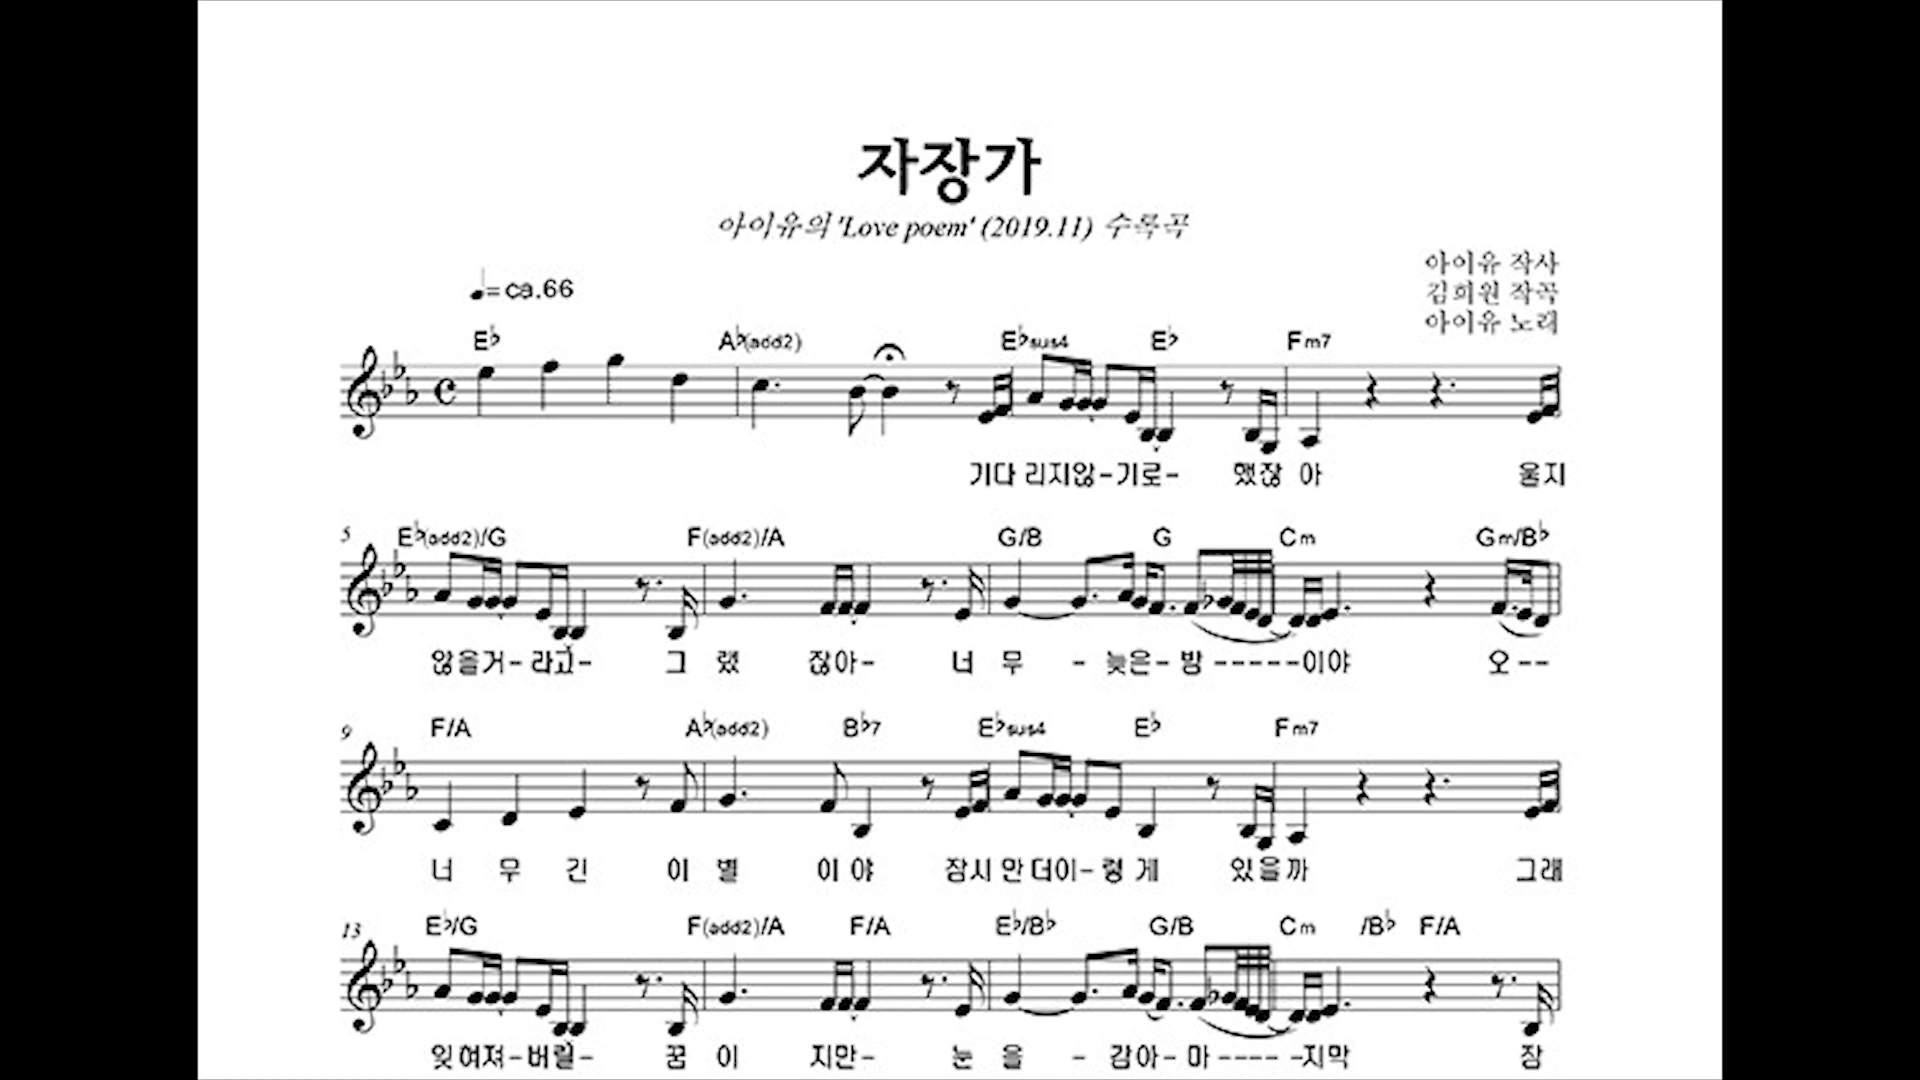 자장가
아이유의 'Love poem' (2019.11) 수록곡
아이유 작사
김희원 작곡
아이유 노래
♩= ca.66
E♭ A♭(add2) E♭sus4 E♭ Fm7
기다 리지않-기로- 했잖 아 울지
5
E♭(add2)/G F(add2)/A G/B G Cm Gm/B♭
않을거-라고- 그 랬 잖아- 너 무 - 늦은-밤 -----이야 오--
9
F/A A♭(add2) B♭7 E♭sus4 E♭ Fm7
너 무 긴 이 별 이 야 잠시 만 더이-렇 게 있을까 그래
13
E♭/G F(add2)/A F/A E♭/B♭ G/B Cm /B♭ F/A
잊혀져-버릴- 꿈 이 지만- 눈 을 - 감아-마---- -지막 장